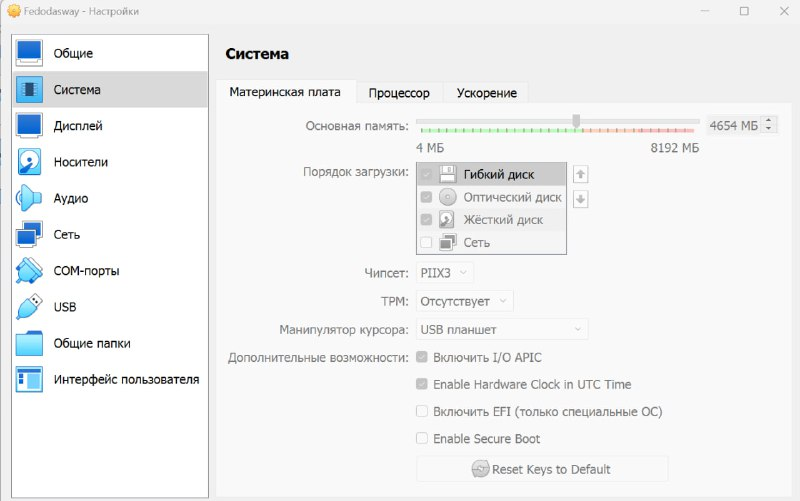 Fedodasway - Настройки
Общие
Система
Дисплей
Носители
Аудио
Сеть
COM-порты
USB
Общие папки
Интерфейс пользователя
Система
Материнская плата Процессор Ускорение
Основная память: 4654 МБ
4 МБ 8192 МБ
Порядок загрузки: Гибкий диск
Оптический диск
Жёсткий диск
Сеть
Чипсет: PIIX3
TPM: Отсутствует
Манипулятор курсора: USB планшет
Дополнительные возможности: Включить I/O APIC
Enable Hardware Clock in UTC Time
Включить EFI (только специальные ОС)
Enable Secure Boot
Reset Keys to Default